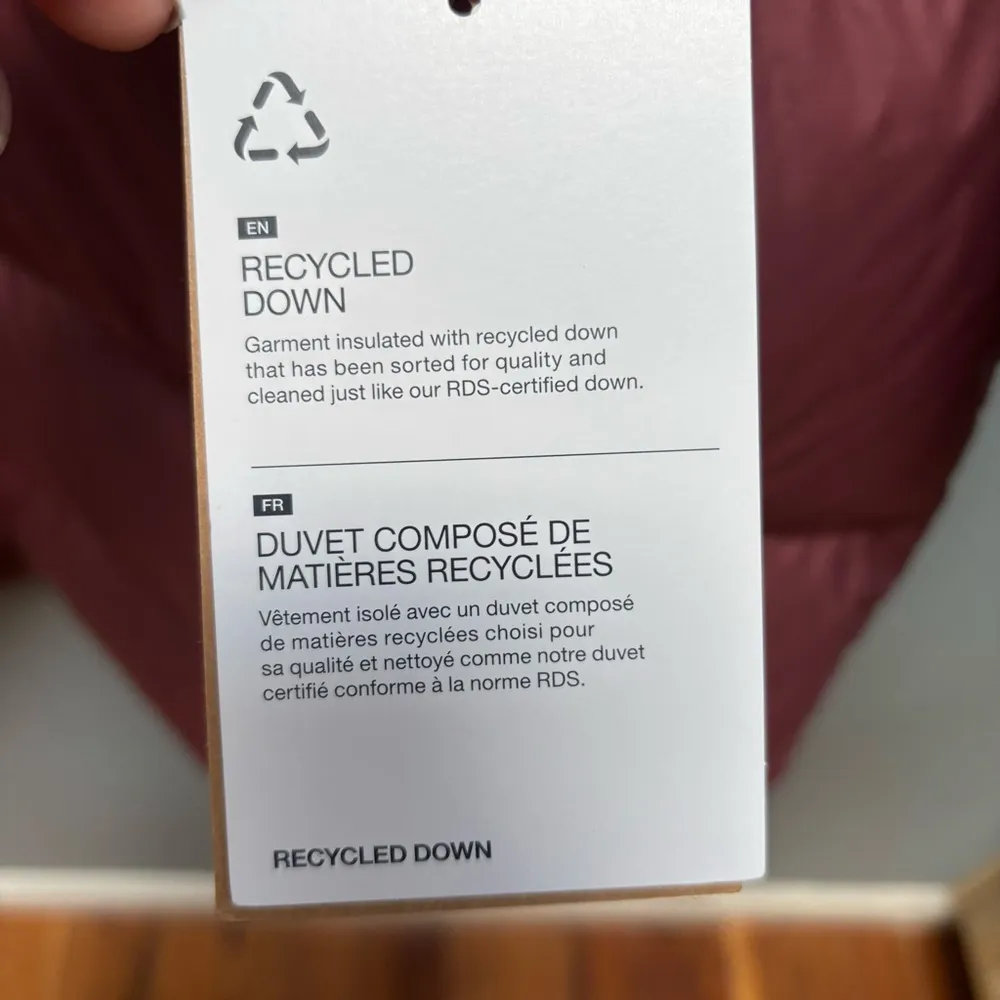 EN
RECYCLED
DOWN
Garment insulated with recycled down
that has been sorted for quality and
cleaned just like our RDS-certified down.
FR
DUVET COMPOSÉ DE
MATIÈRES RECYCLÉES
Vêtement isolé avec un duvet composé
de matières recyclées choisi pour
sa qualité et nettoyé comme notre duvet
certifié conforme à la norme RDS.
RECYCLED DOWN